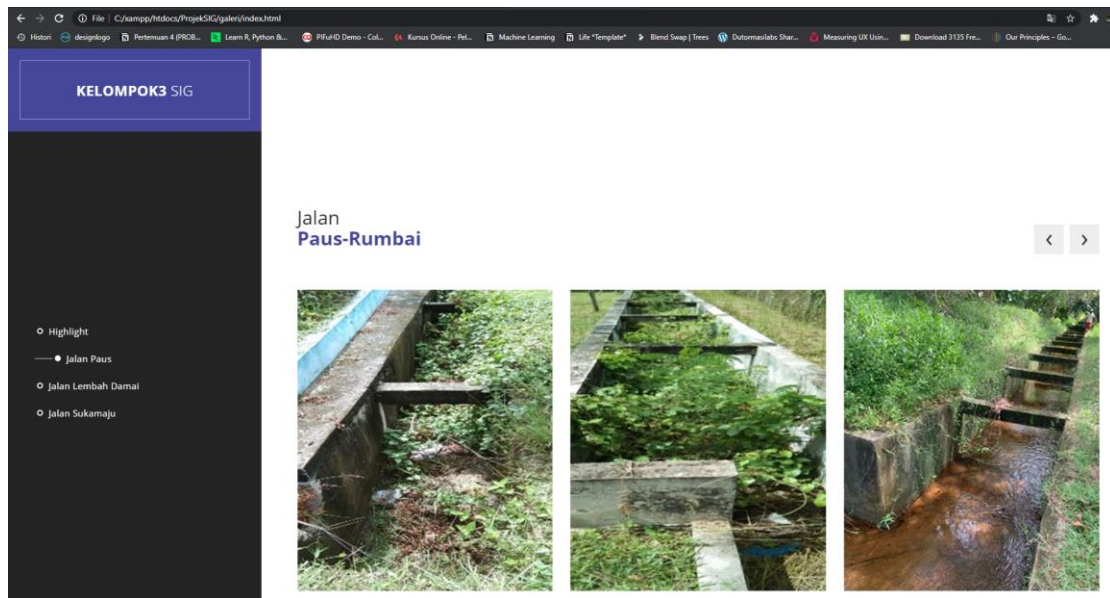 File C:/xampp/htdocs/ProjekSIG/galeri/index.html
Histori designlogo Pertemuan 4 (PROB... Learn R, Python &... PIFuHD Demo - Col... Kursus Online - Pel... Machine Learning Life *Template* Blend Swap | Trees Dutormasilabs Shar... Measuring UX Usin... Download 3135 Fre... Our Principles – Go...
KELOMPOK3 SIG
Jalan
Paus-Rumbai
Highlight
Jalan Paus
Jalan Lembah Damai
Jalan Sukamaju